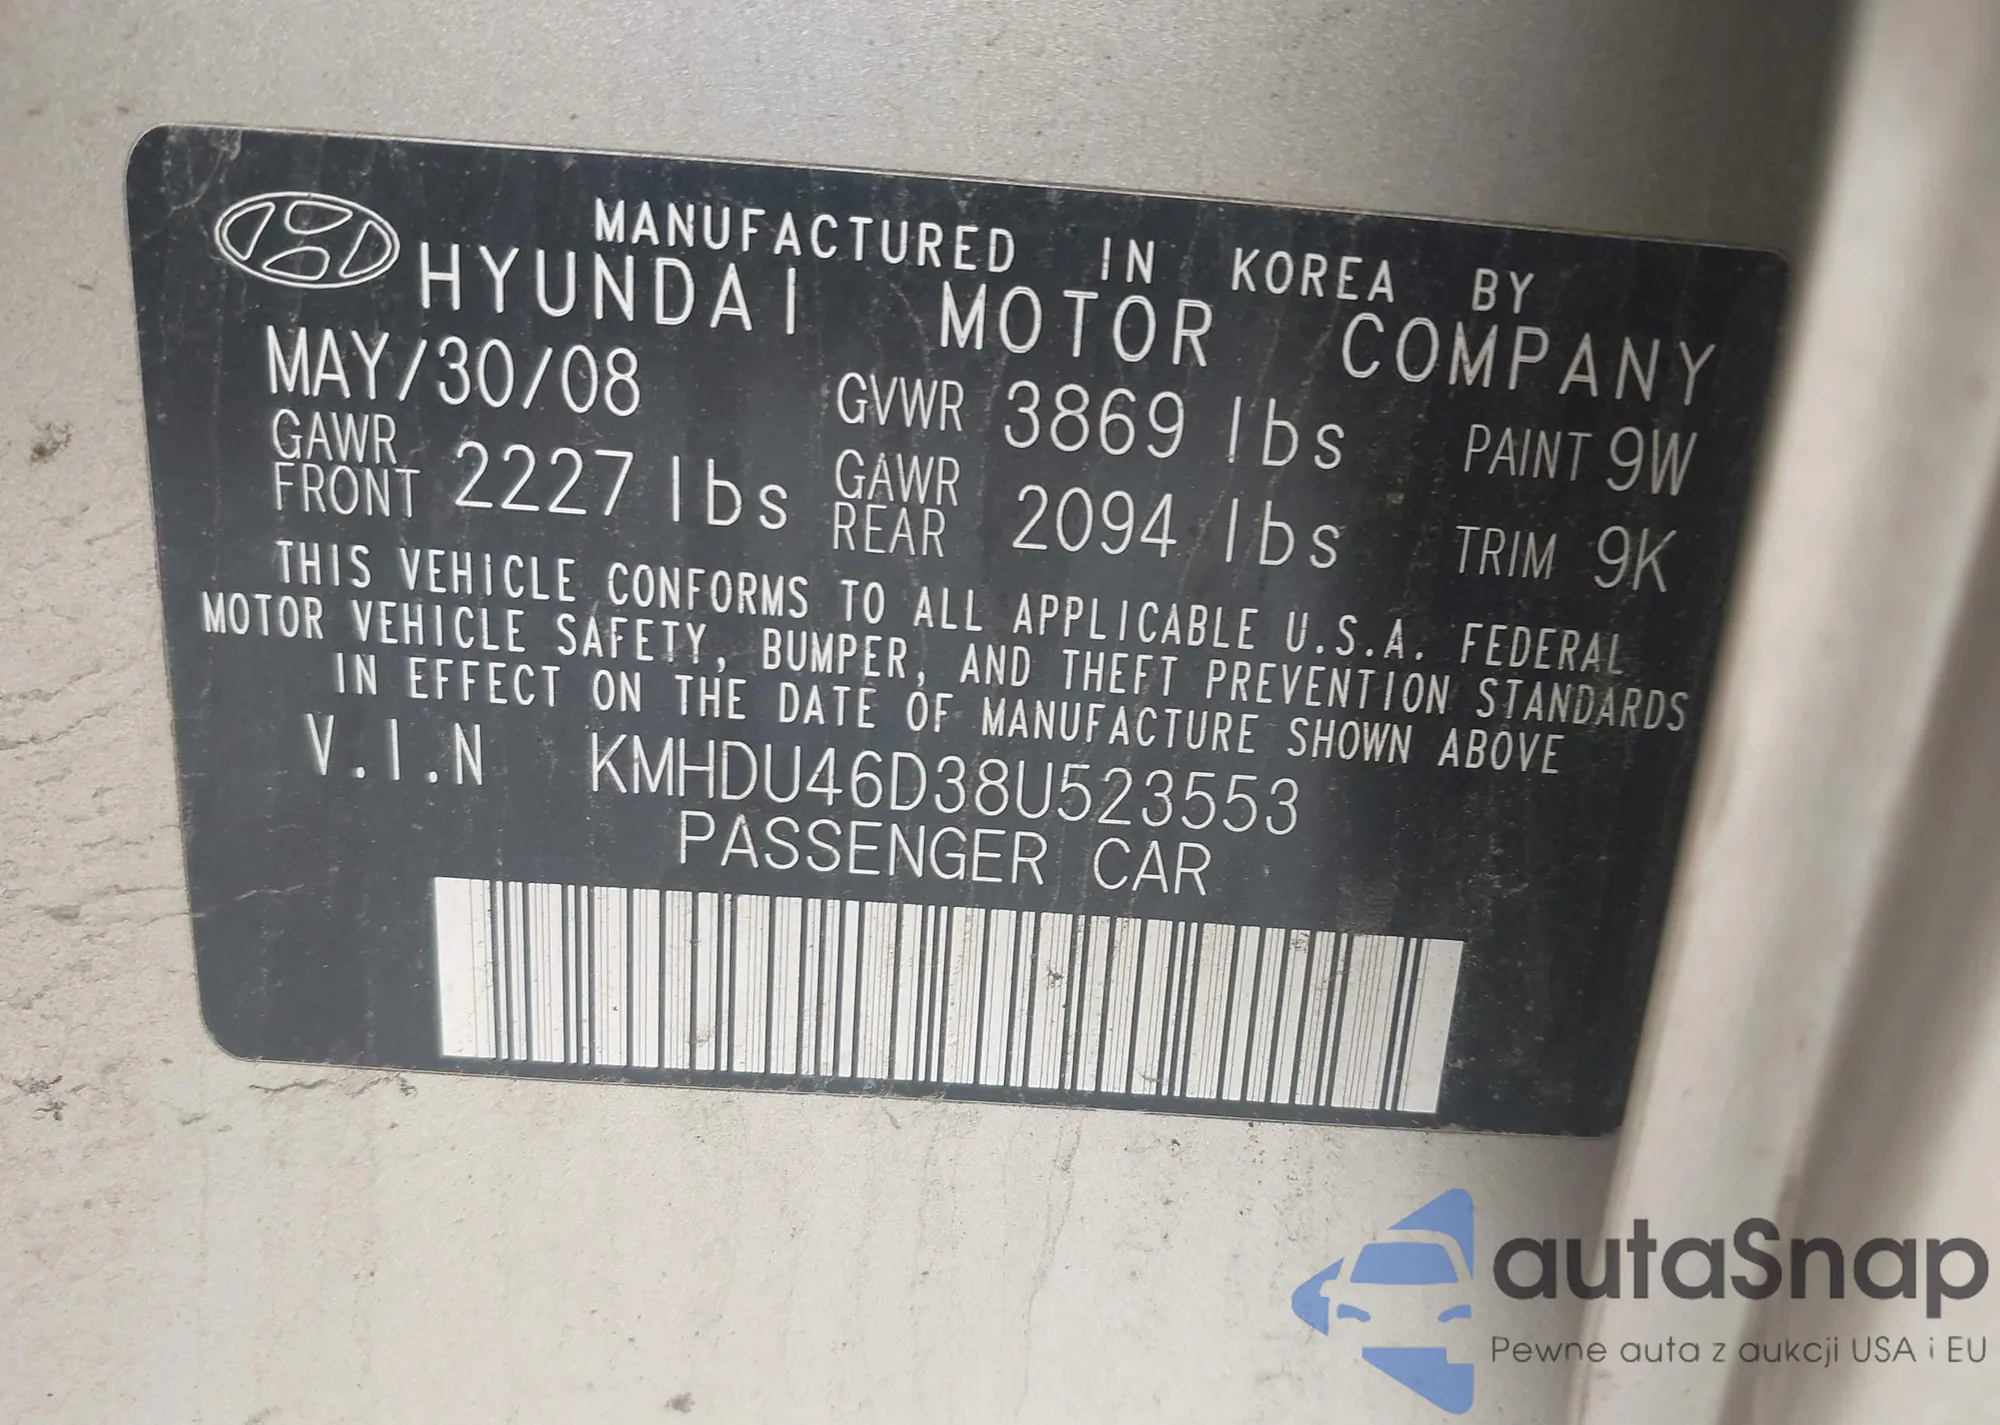 MANUFACTURED IN KOREA BY
HYUNDAI MOTOR COMPANY
MAY/30/08 GVWR 3869 lbs PAINT 9W
GAWR FRONT 2227 lbs GAWR REAR 2094 lbs TRIM 9K
THIS VEHICLE CONFORMS TO ALL APPLICABLE U.S.A. FEDERAL
MOTOR VEHICLE SAFETY, BUMPER, AND THEFT PREVENTION STANDARDS
IN EFFECT ON THE DATE OF MANUFACTURE SHOWN ABOVE
V.I.N KMHDU46D38U523553
PASSENGER CAR
autaSnap
Pewne auta z aukcji USA i EU